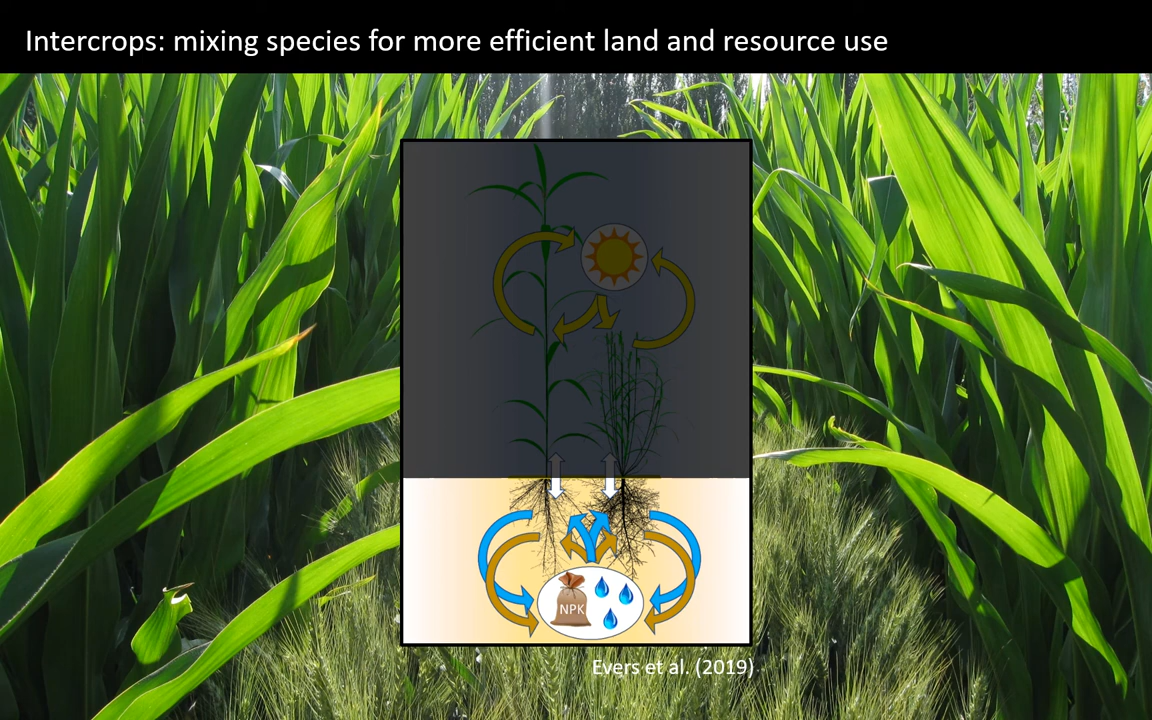 Intercrops: mixing species for more efficient land and resource use
NPK
Evers et al. (2019)